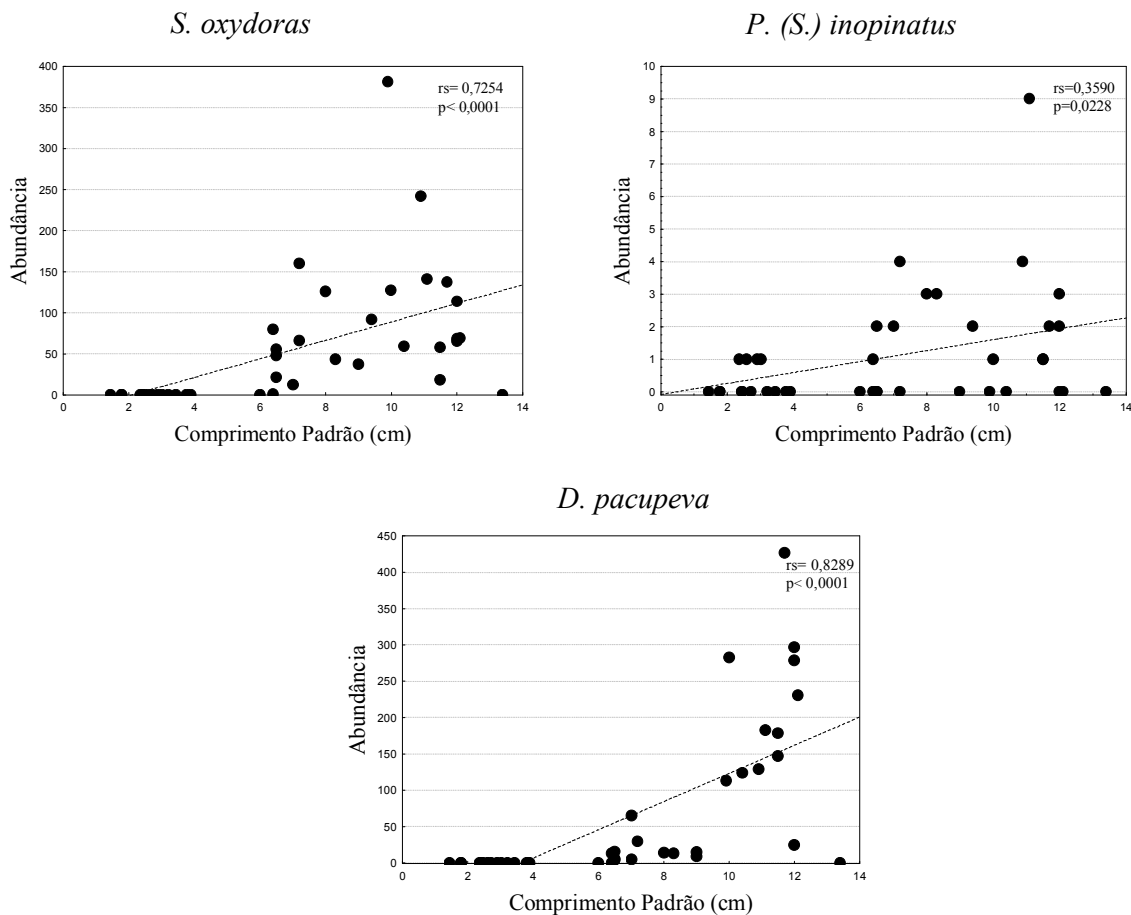 S. oxydoras
400
350
300
250
200
150
100
50
0
Abundância
rs= 0,7254
p< 0,0001
0 2 4 6 8 10 12 14
Comprimento Padrão (cm)
P. (S.) inopinatus
10
9
8
7
6
5
4
3
2
1
0
Abundância
rs=0,3590
p=0,0228
0 2 4 6 8 10 12 14
Comprimento Padrão (cm)
D. pacupeva
450
400
350
300
250
200
150
100
50
0
Abundância
rs= 0,8289
p< 0,0001
0 2 4 6 8 10 12 14
Comprimento Padrão (cm)